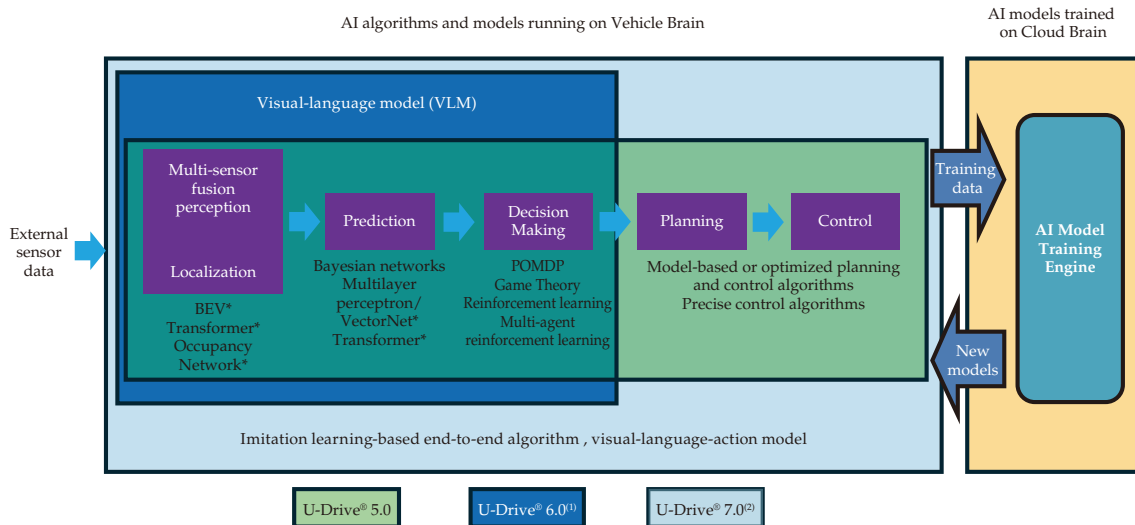 AI algorithms and models running on Vehicle Brain
AI models trained
on Cloud Brain
Visual-language model (VLM)
External
sensor
data
Multi-sensor
fusion
perception
Localization
BEV*
Transformer*
Occupancy
Network*
Prediction
Bayesian networks
Multilayer
perceptron/
VectorNet*
Transformer*
Decision
Making
POMDP
Game Theory
Reinforcement learning
Multi-agent
reinforcement learning
Planning
Control
Model-based or optimized planning
and control algorithms
Precise control algorithms
Training
data
New
models
AI Model
Training
Engine
Imitation learning-based end-to-end algorithm , visual-language-action model
U-Drive® 5.0
U-Drive® 6.0(1)
U-Drive® 7.0(2)